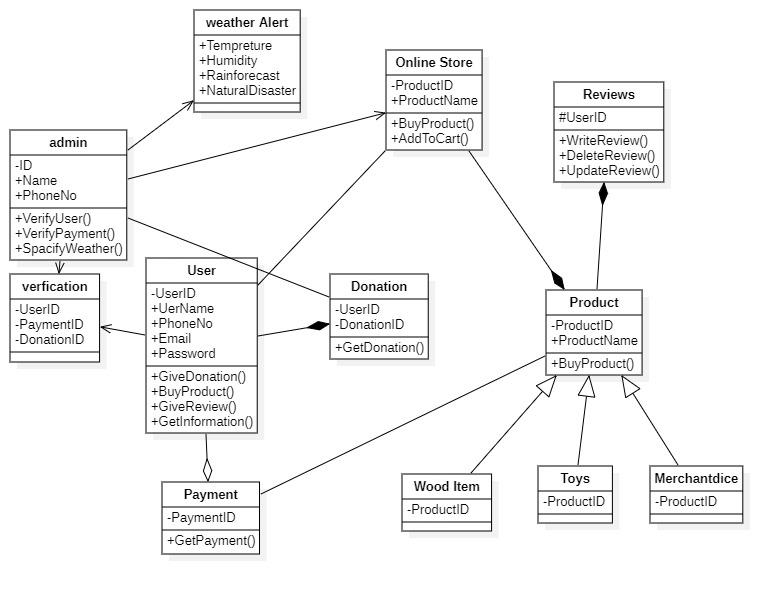 weather Alert
+Tempreture
+Humidity
+Rainforecast
+NaturalDisaster
Online Store
-ProductID
+ProductName
+BuyProduct()
+AddToCart()
Reviews
#UserID
+WriteReview()
+DeleteReview()
+UpdateReview()
admin
-ID
+Name
+PhoneNo
+VerifyUser()
+VerifyPayment()
+SpacifyWeather()
verfication
-UserID
-PaymentID
-DonationID
User
-UserID
+UerName
+PhoneNo
+Email
+Password
+GiveDonation()
+BuyProduct()
+GiveReview()
+GetInformation()
Donation
-UserID
-DonationID
+GetDonation()
Product
-ProductID
+ProductName
+BuyProduct()
Payment
-PaymentID
+GetPayment()
Wood Item
-ProductID
Toys
-ProductID
Merchantdice
-ProductID